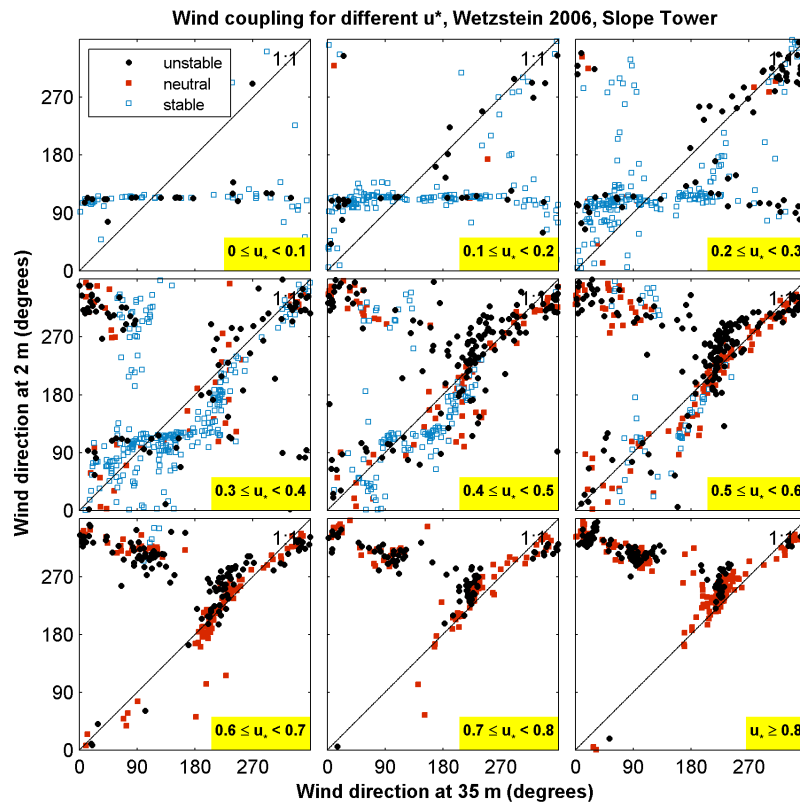 Wind coupling for different u*, Wetzstein 2006, Slope Tower
unstable
neutral
stable
1:1
1:1
1:1
270
180
90
0
0 ≤ u* < 0.1
0.1 ≤ u* < 0.2
0.2 ≤ u* < 0.3
1:1
1:1
1:1
270
180
90
0
0.3 ≤ u* < 0.4
0.4 ≤ u* < 0.5
0.5 ≤ u* < 0.6
Wind direction at 2 m (degrees)
1:1
1:1
1:1
270
180
90
0
0.6 ≤ u* < 0.7
0.7 ≤ u* < 0.8
u* ≥ 0.8
0 90 180 270
0 90 180 270
0 90 180 270
Wind direction at 35 m (degrees)